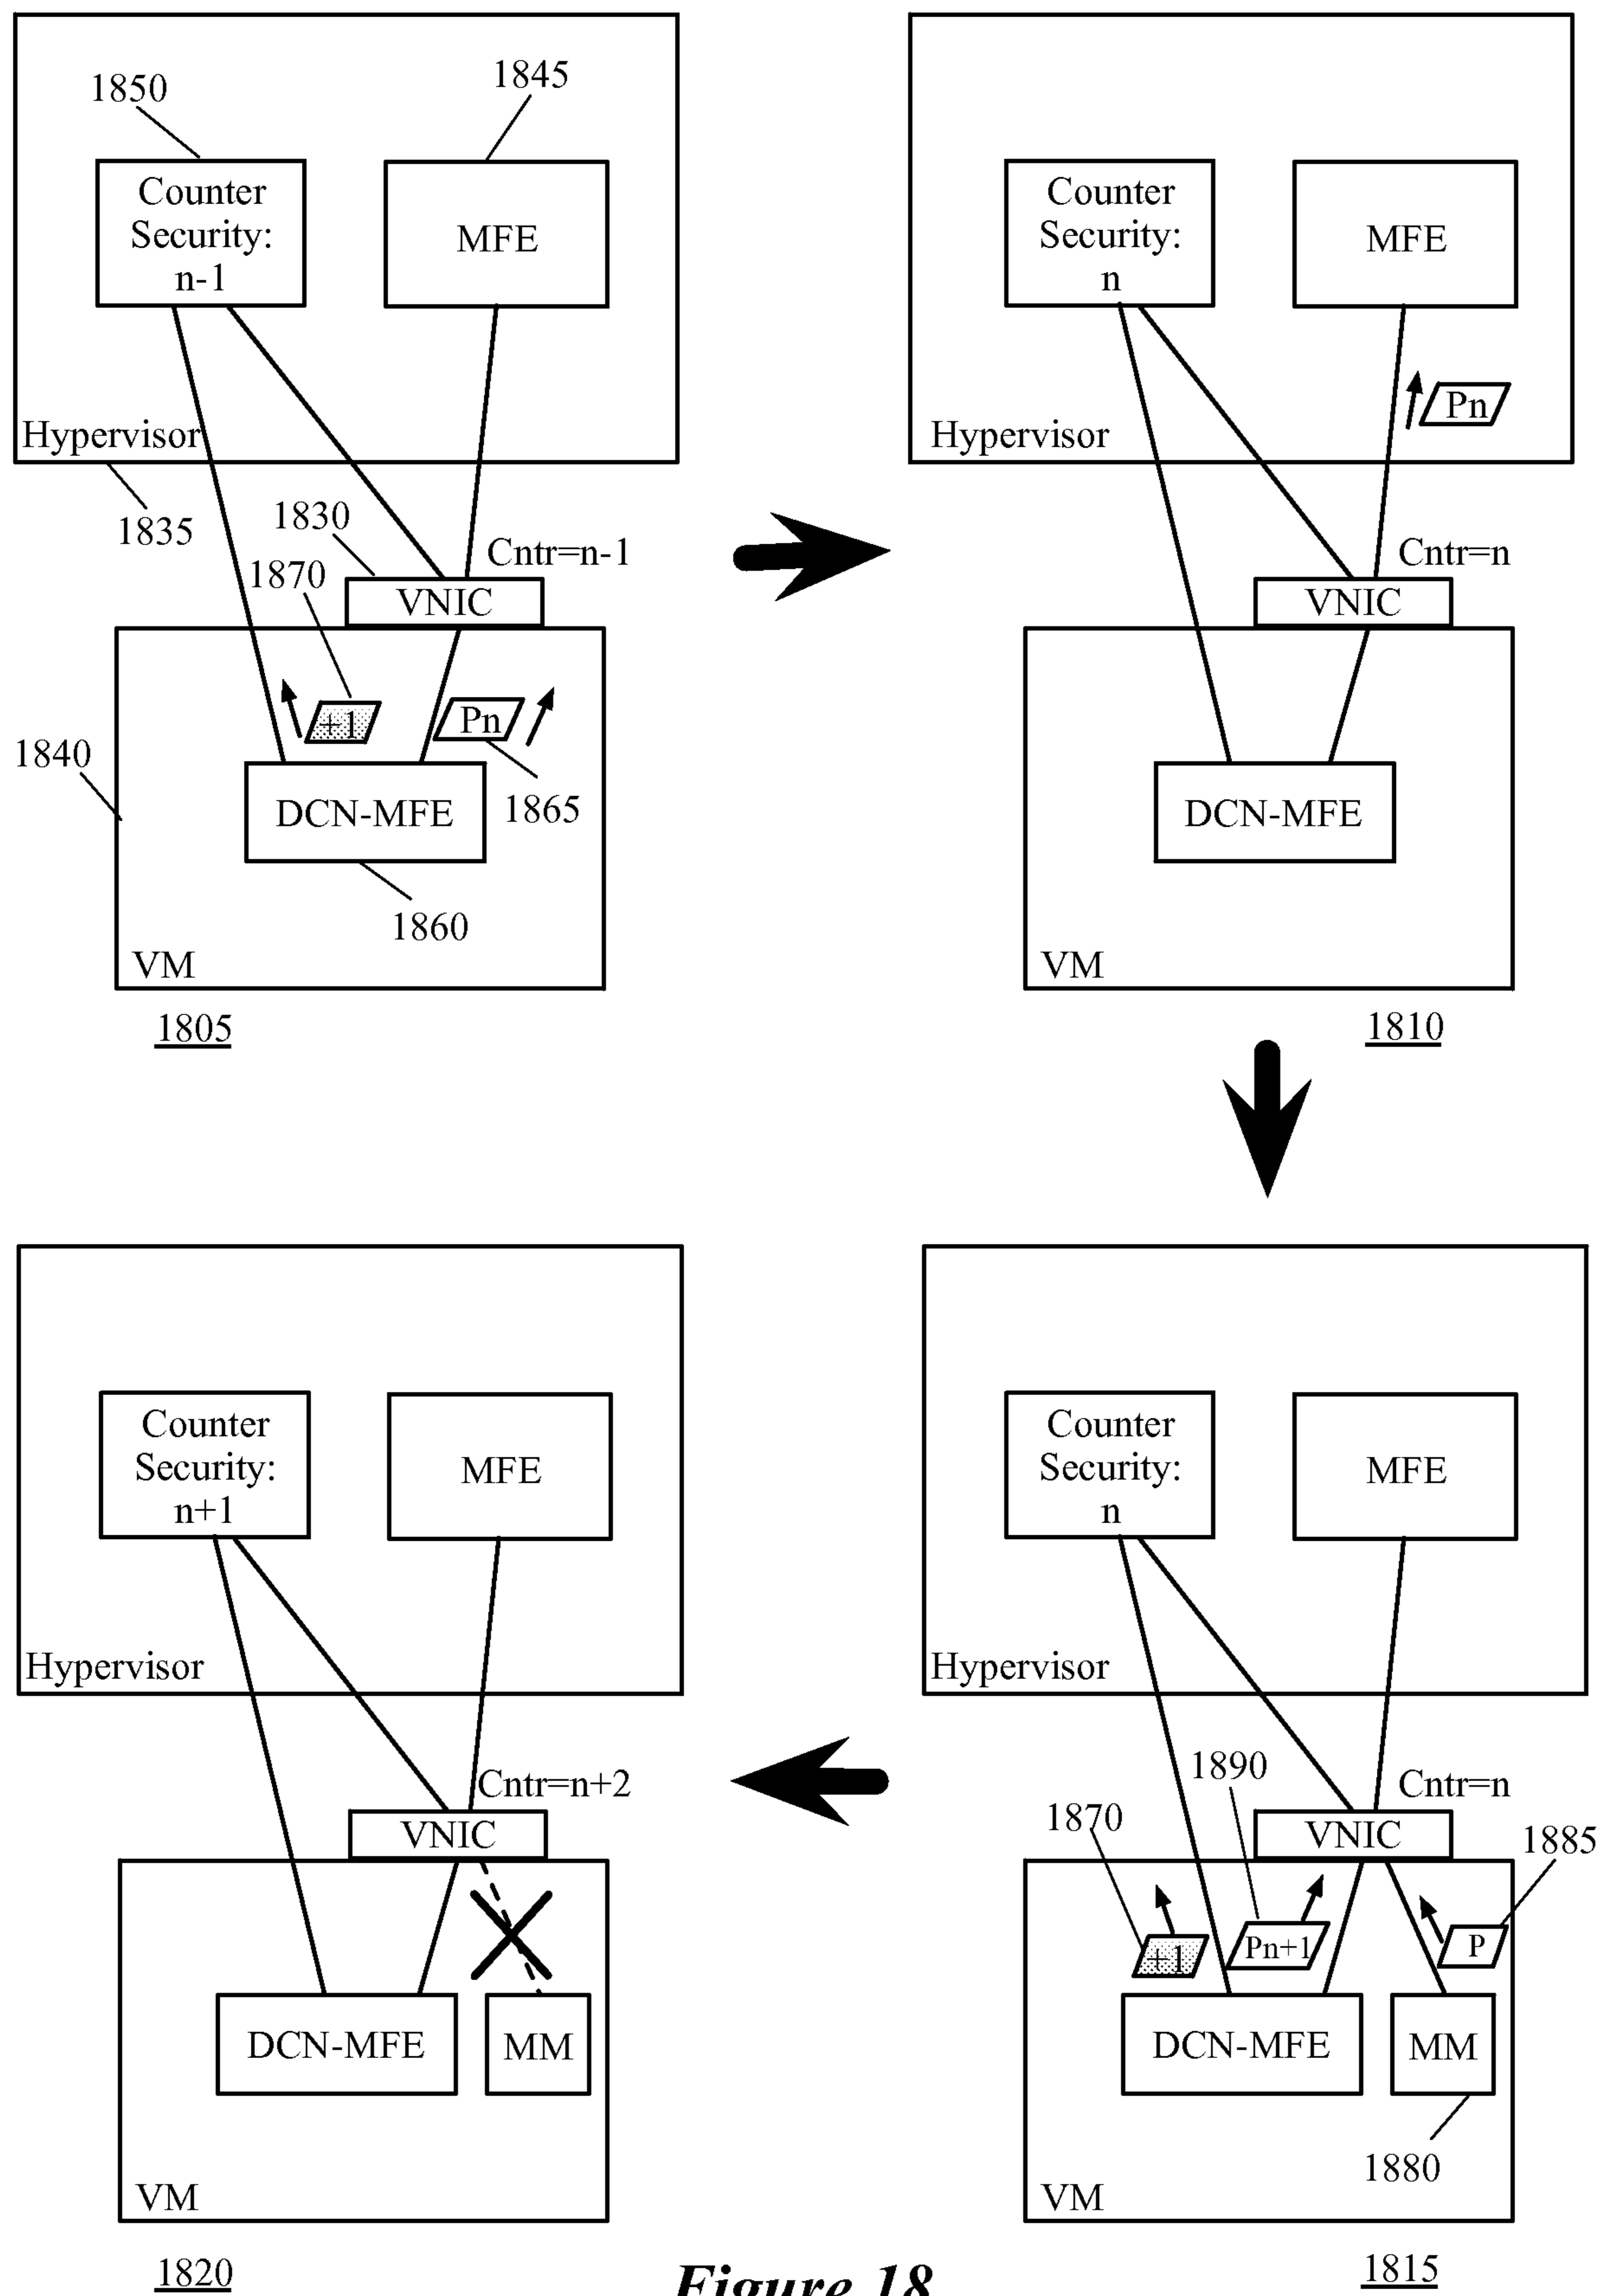 1850
1845
Counter
Security:
n-1
MFE
Hypervisor
1835
1830
Cntr=n-1
1870
VNIC
+1
Pn
1840
DCN-MFE
1865
1860
VM
1805
Counter
Security:
n
MFE
Pn
Hypervisor
Cntr=n
VNIC
DCN-MFE
VM
1810
Counter
Security:
n+1
MFE
Hypervisor
Cntr=n+2
VNIC
DCN-MFE
MM
VM
1820
Counter
Security:
n
MFE
Hypervisor
1890
Cntr=n
1870
VNIC
1885
+1
Pn+1
P
DCN-MFE
MM
1880
VM
1815
Figure 18